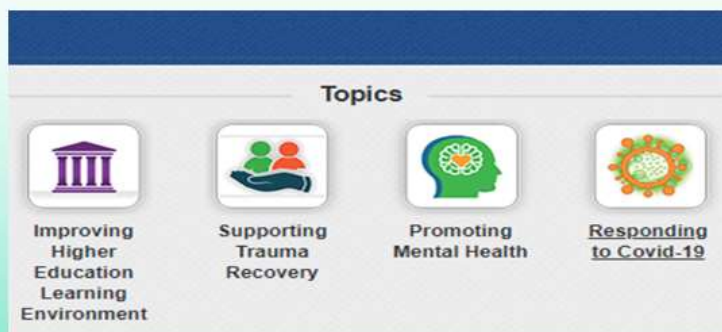 Topics
Improving
Higher
Education
Learning
Environment
Supporting
Trauma
Recovery
Promoting
Mental Health
Responding
to Covid-19